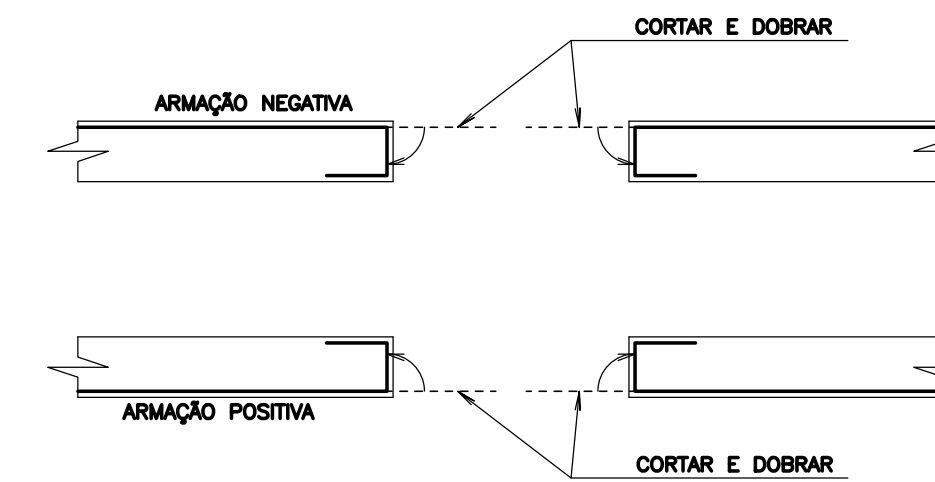 CORTAR E DOBRAR
ARMAÇÃO NEGATIVA
ARMAÇÃO POSITIVA
CORTAR E DOBRAR